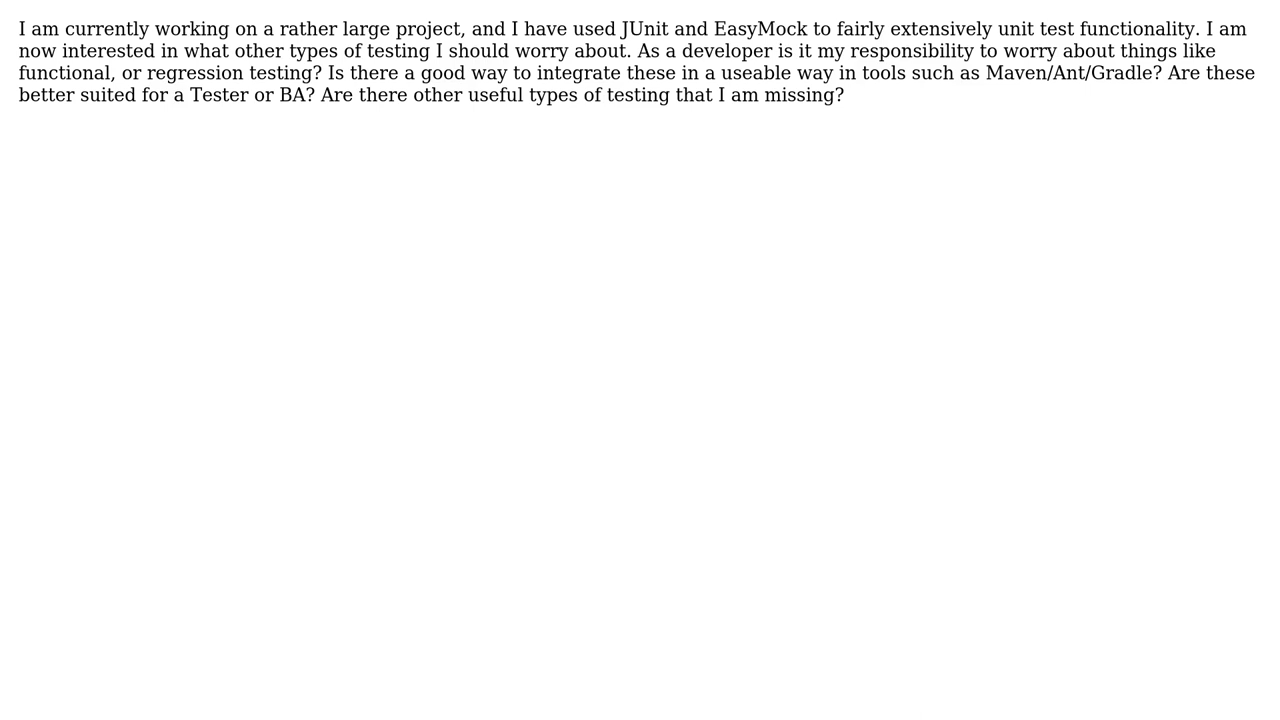 I am currently working on a rather large project, and I have used JUnit and EasyMock to fairly extensively unit test functionality. I am
now interested in what other types of testing I should worry about. As a developer is it my responsibility to worry about things like
functional, or regression testing? Is there a good way to integrate these in a useable way in tools such as Maven/Ant/Gradle? Are these
better suited for a Tester or BA? Are there other useful types of testing that I am missing?